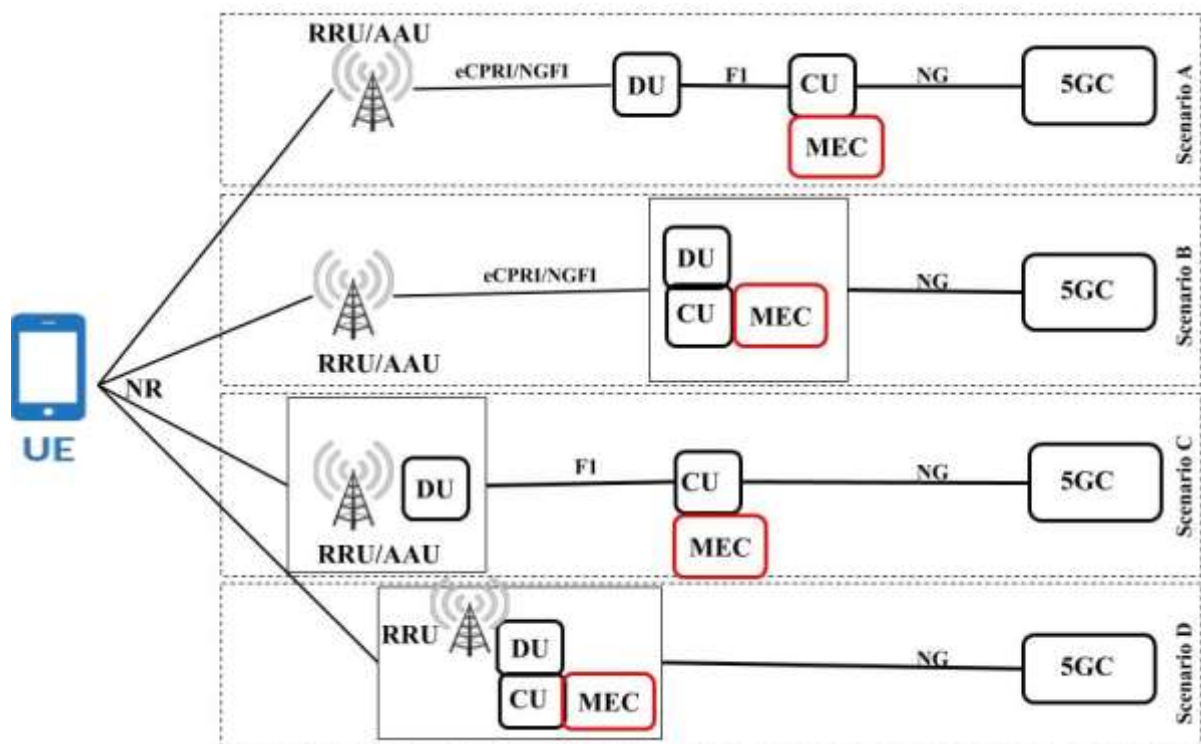 RRU/AAU
eCPRI/NGFI
DU
F1
CU
NG
5GC
MEC
Scenario A
eCPRI/NGFI
DU
CU
MEC
NG
5GC
RRU/AAU
Scenario B
NR
UE
F1
DU
CU
NG
5GC
RRU/AAU
MEC
Scenario C
RRU
DU
CU
MEC
NG
5GC
Scenario D